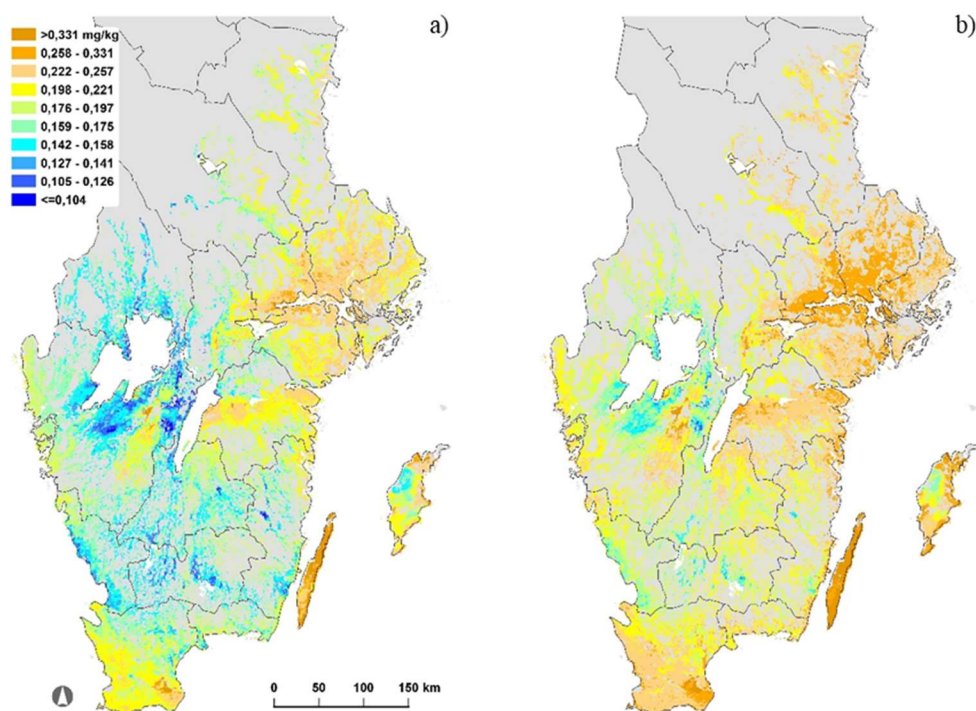 a)
b)
>0,331 mg/kg
0,258 - 0,331
0,222 - 0,257
0,198 - 0,221
0,176 - 0,197
0,159 - 0,175
0,142 - 0,158
0,127 - 0,141
0,105 - 0,126
<=0,104
0 50 100 150 km